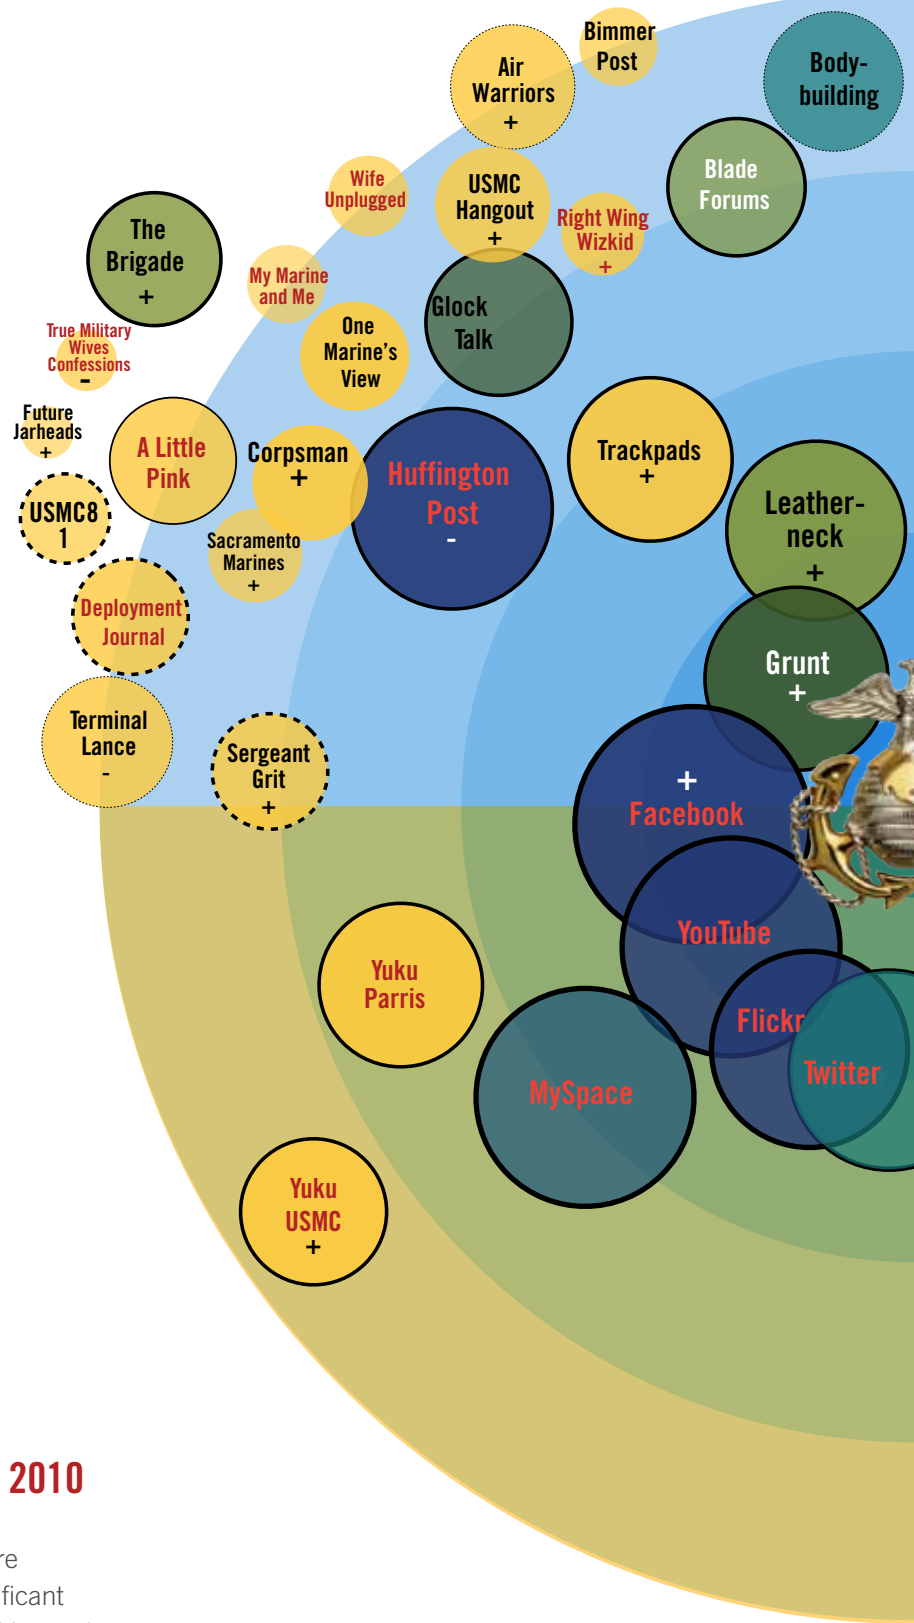 Bimmer
Post
Air
Warriors
+
Body-
building
Blade
Forums
Wife
Unplugged
USMC
Hangout
+
Right Wing
Wizkid
+
The
Brigade
+
My Marine
and Me
Glock
Talk
True Military
Wives
Confessions
-
One
Marine's
View
Future
Jarheads
+
A Little
Pink
Corpsman
+
Huffington
Post
-
Trackpads
+
Leather-
neck
+
USMC8
1
Sacramento
Marines
+
Deployment
Journal
Grunt
+
Terminal
Lance
-
Sergeant
Grit
+
+
Facebook
YouTube
Yuku
Parris
Flickr
Twitter
MySpace
Yuku
USMC
+
2010
re
ficant